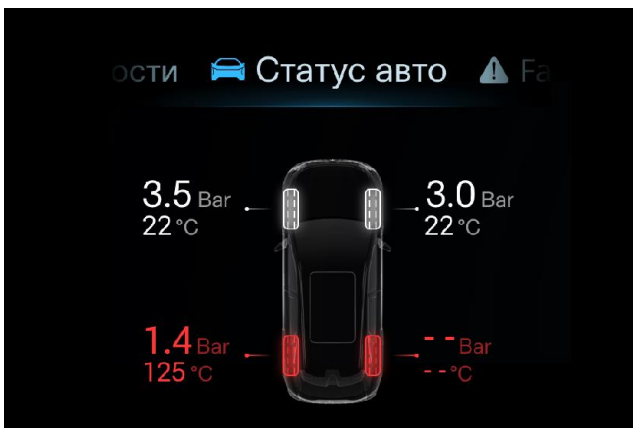 ости Статус авто Fa
3.5 Bar 3.0 Bar
22 °C 22 °C
1.4 Bar -- Bar
125 °C --°C